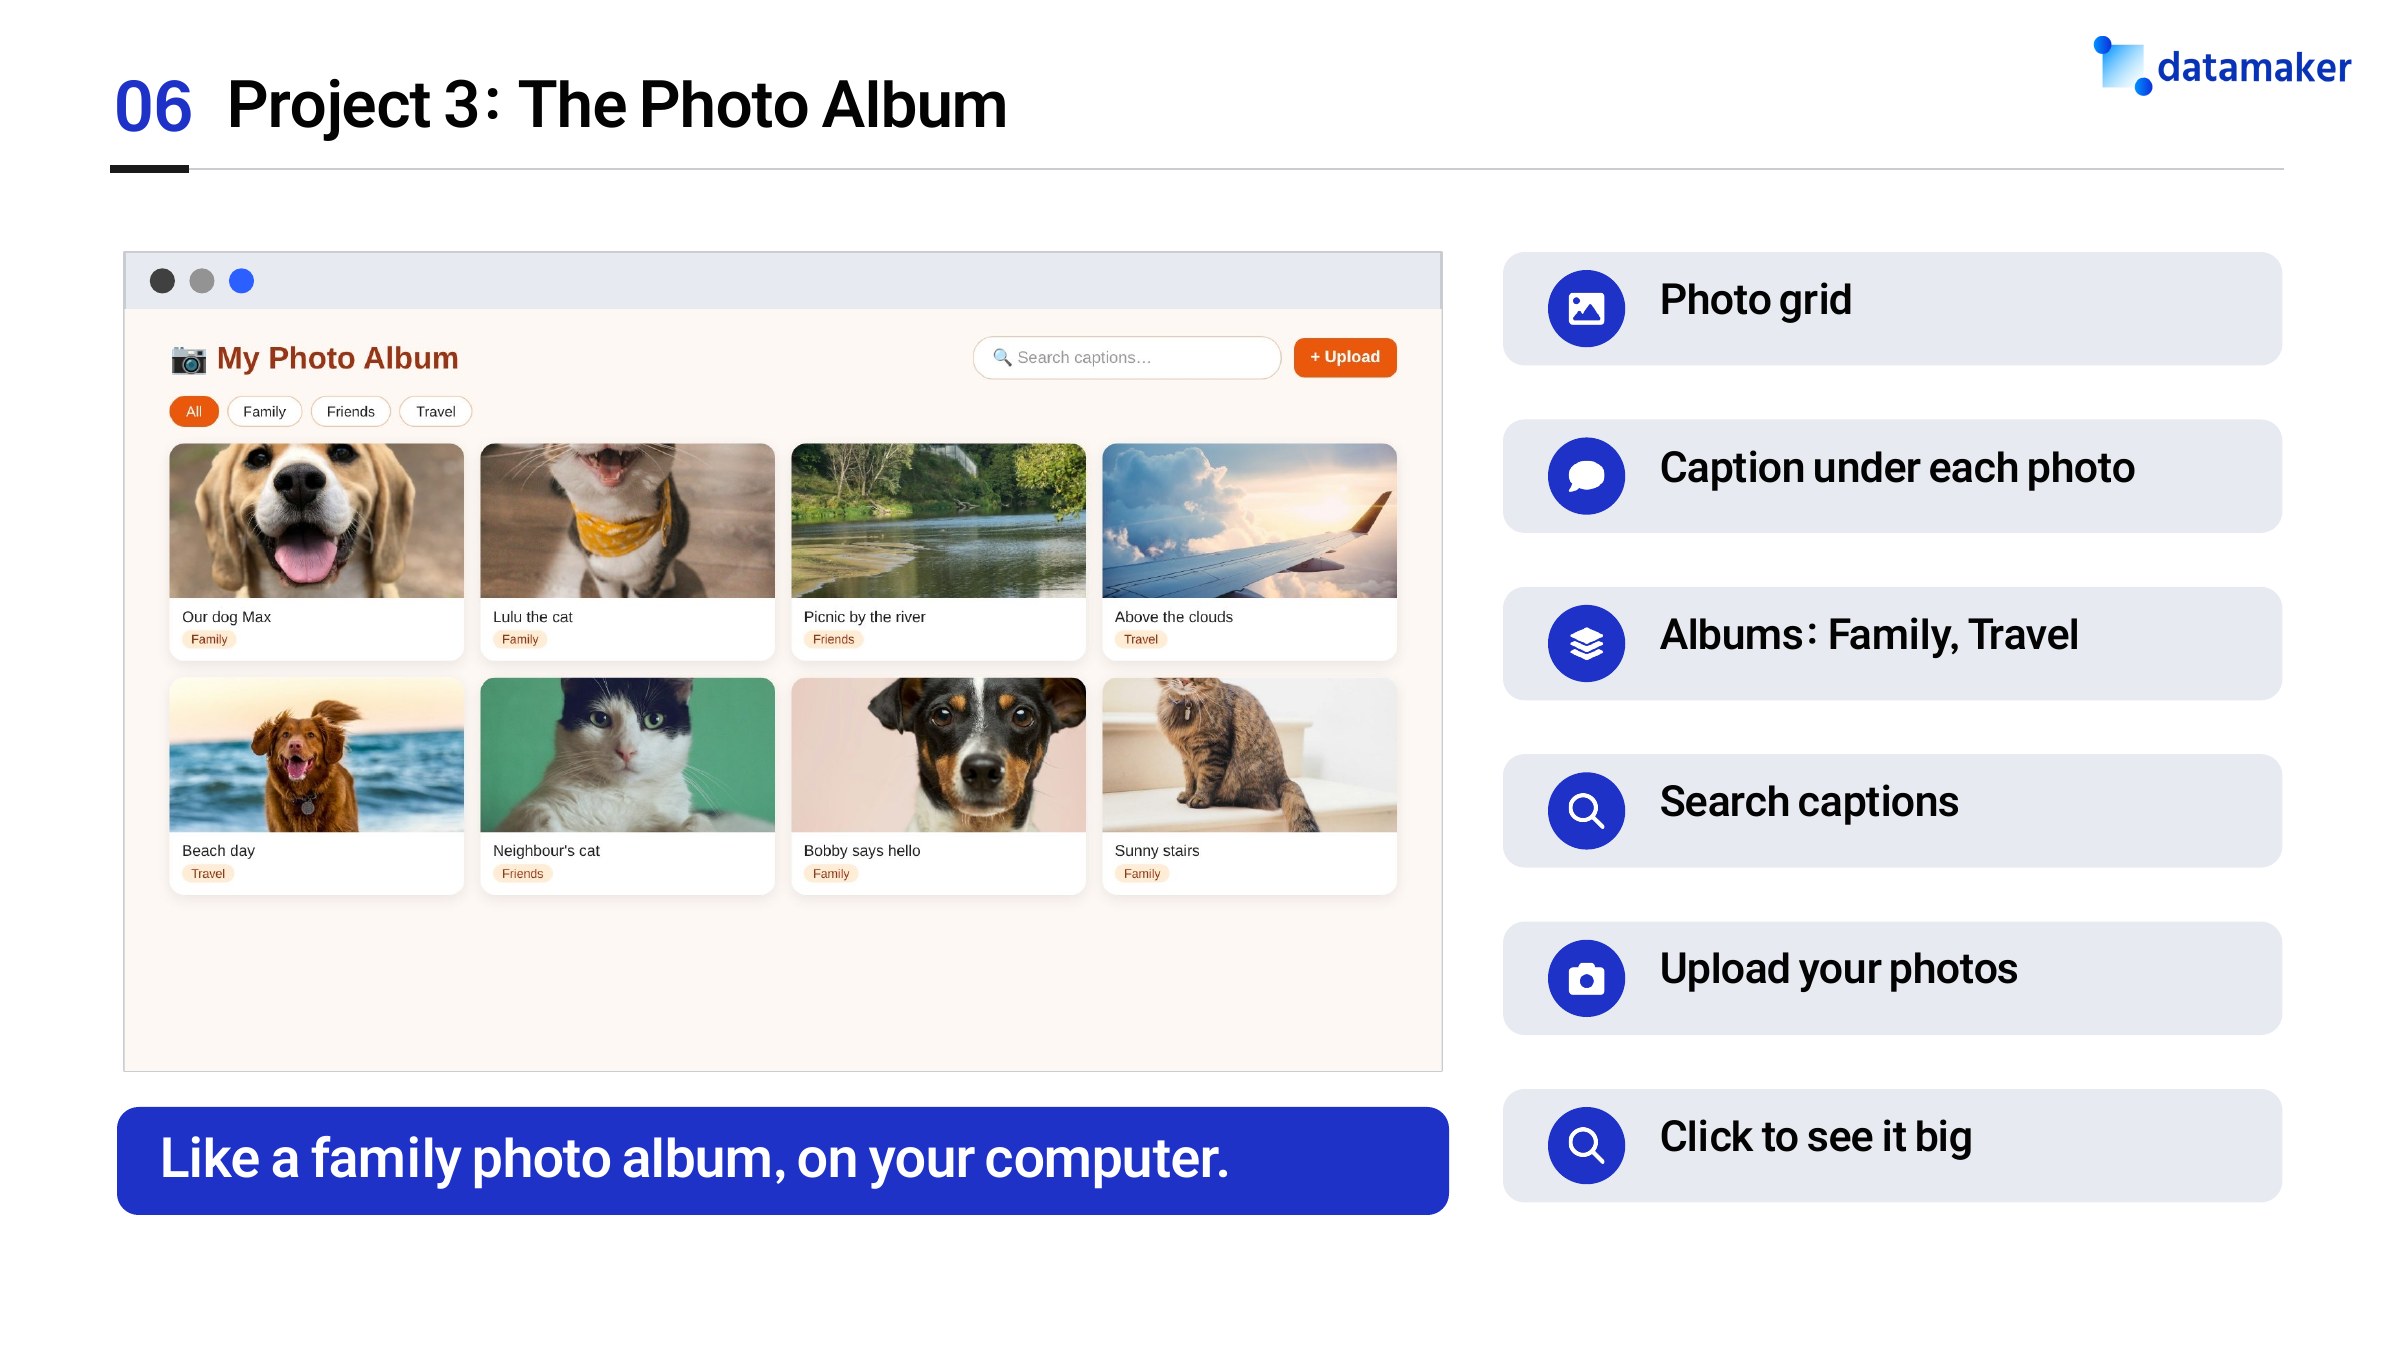 06 Project 3: The Photo Album
datamaker
My Photo Album
Search captions...
+ Upload
All
Family
Friends
Travel
Our dog Max
Family
Lulu the cat
Family
Picnic by the river
Friends
Above the clouds
Travel
Beach day
Travel
Neighbour's cat
Friends
Bobby says hello
Family
Sunny stairs
Family
Like a family photo album, on your computer.
Photo grid
Caption under each photo
Albums: Family, Travel
Search captions
Upload your photos
Click to see it big